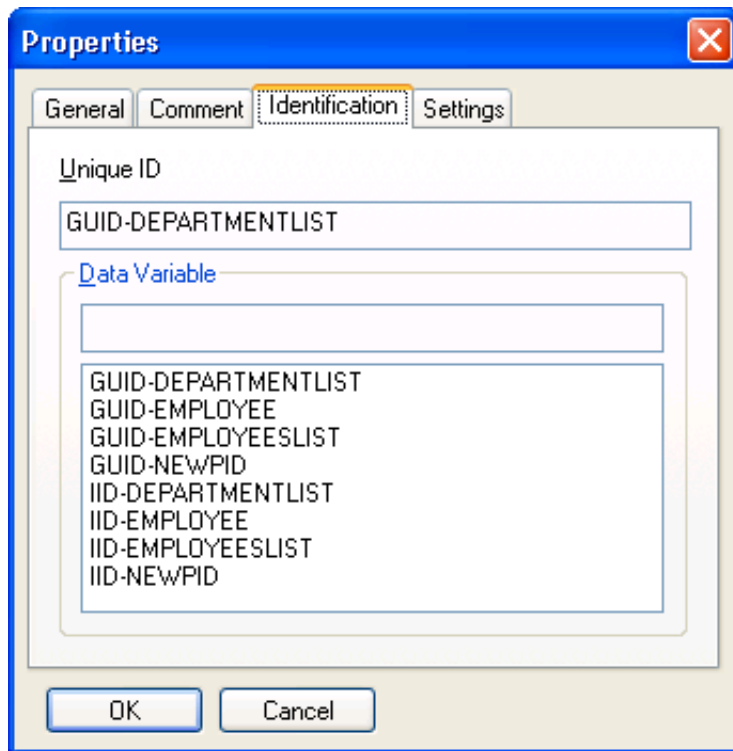 Properties
General Comment Identification Settings
Unique ID
GUID-DEPARTMENTLIST
Data Variable
GUID-DEPARTMENTLIST
GUID-EMPLOYEE
GUID-EMPLOYEESLIST
GUID-NEWPID
IID-DEPARTMENTLIST
IID-EMPLOYEE
IID-EMPLOYEESLIST
IID-NEWPID
OK Cancel